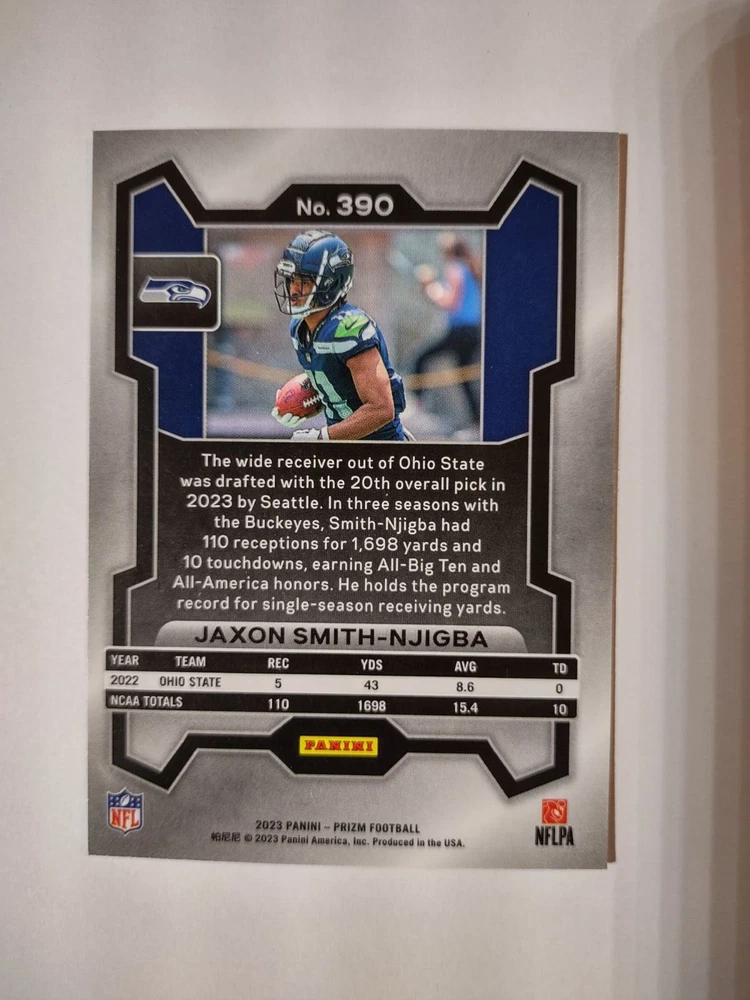 No. 390
The wide receiver out of Ohio State
was drafted with the 20th overall pick in
2023 by Seattle. In three seasons with
the Buckeyes, Smith-Njigba had
110 receptions for 1,698 yards and
10 touchdowns, earning All-Big Ten and
All-America honors. He holds the program
record for single-season receiving yards.
JAXON SMITH-NJIGBA
YEAR TEAM REC YDS AVG TD
2022 OHIO STATE 5 43 8.6 0
NCAA TOTALS 110 1698 15.4 10
PANINI
NFL
NFLPA
2023 PANINI – PRIZM FOOTBALL
帕尼尼 © 2023 Panini America, Inc. Produced in the USA.